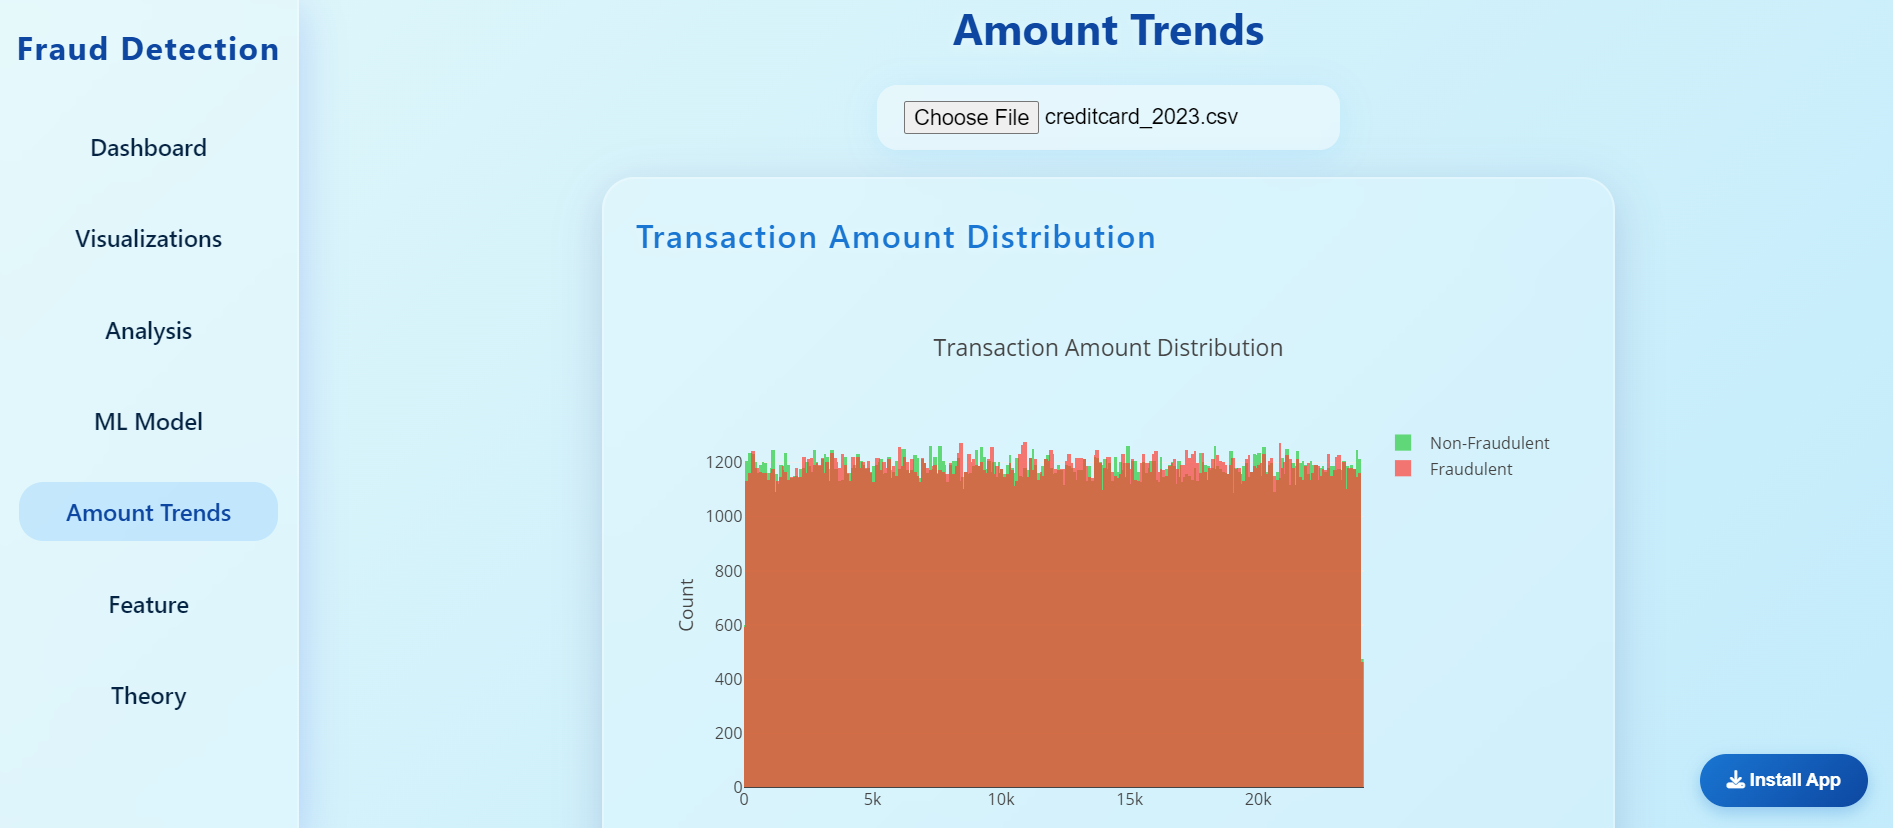 Fraud Detection
Dashboard
Visualizations
Analysis
ML Model
Amount Trends
Feature
Theory
Amount Trends
Choose File creditcard_2023.csv
Transaction Amount Distribution
Transaction Amount Distribution
Non-Fraudulent
Fraudulent
1200
1000
800
600
400
200
0
Count
0 5k 10k 15k 20k
Install App